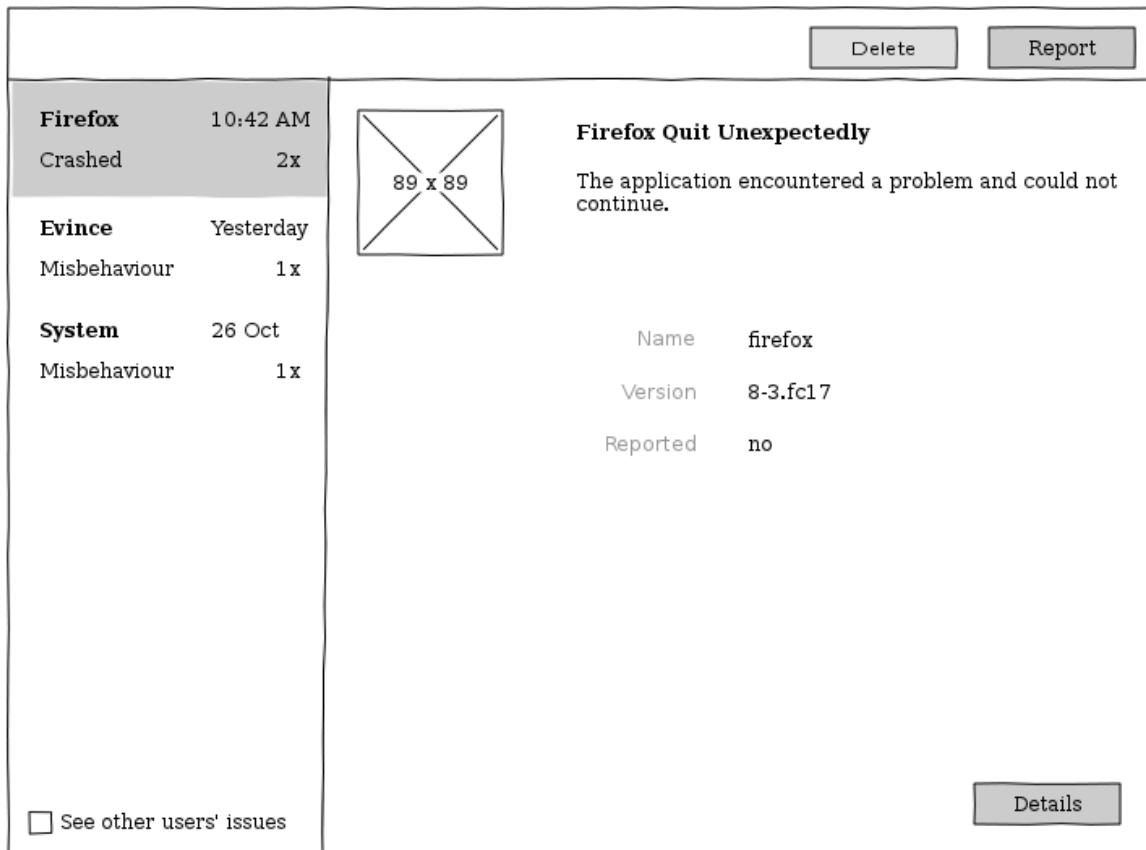 Delete Report
Firefox 10:42 AM
Crashed 2x
Evince Yesterday
Misbehaviour 1x
System 26 Oct
Misbehaviour 1x
See other users' issues
89 x 89
Firefox Quit Unexpectedly
The application encountered a problem and could not
continue.
Name firefox
Version 8-3.fc17
Reported no
Details